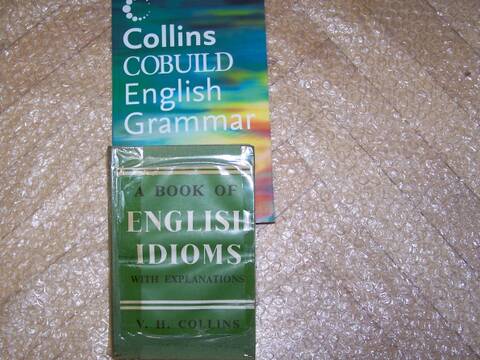 Collins
COBUILD
English
Grammar
A BOOK OF
ENGLISH
IDIOMS
WITH EXPLANATIONS
V. H. COLLINS